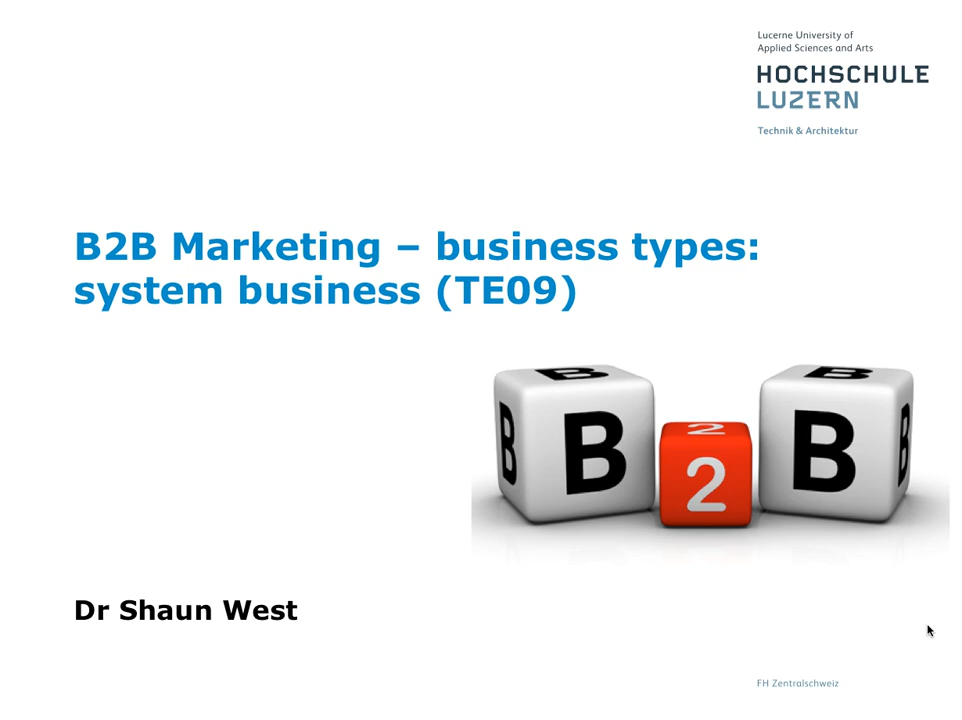 Lucerne University of
Applied Sciences and Arts
HOCHSCHULE
LUZERN
Technik & Architektur
B2B Marketing – business types:
system business (TE09)
B B 2 B B
B B 2 B
Dr Shaun West
FH Zentralschweiz